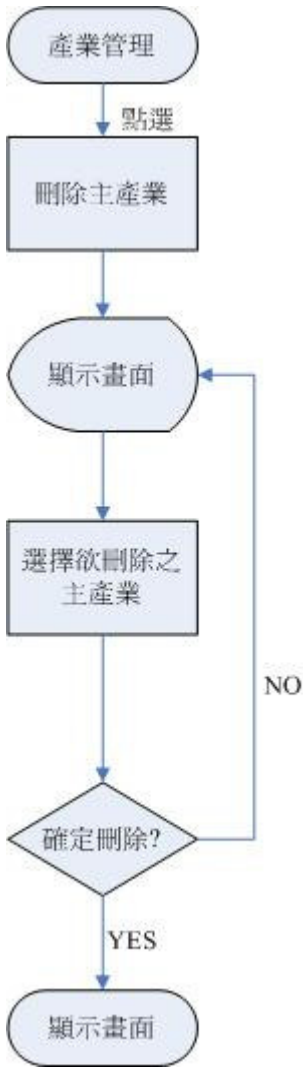 產業管理
點選
刪除主產業
顯示畫面
選擇欲刪除之
主產業
NO
確定刪除?
YES
顯示畫面